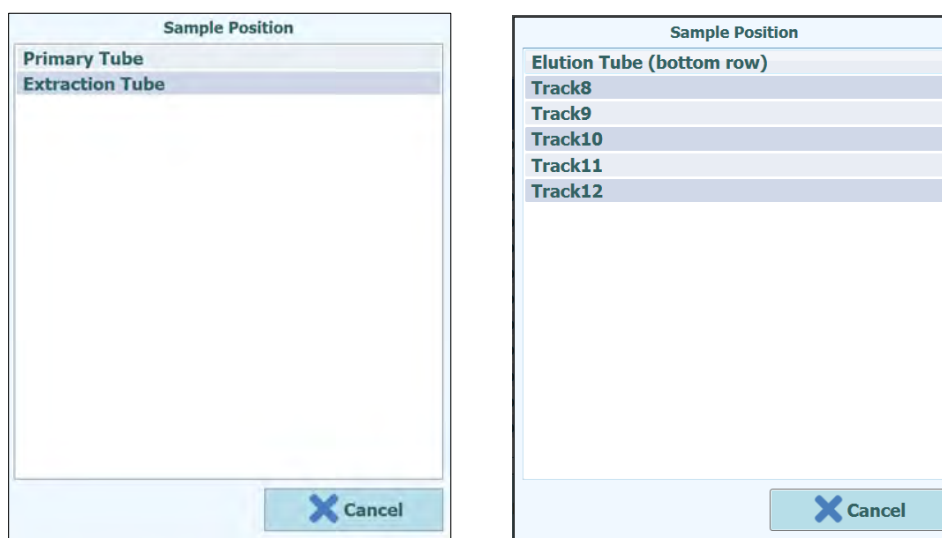 Sample Position
Primary Tube
Extraction Tube
Cancel
Sample Position
Elution Tube (bottom row)
Track8
Track9
Track10
Track11
Track12
Cancel